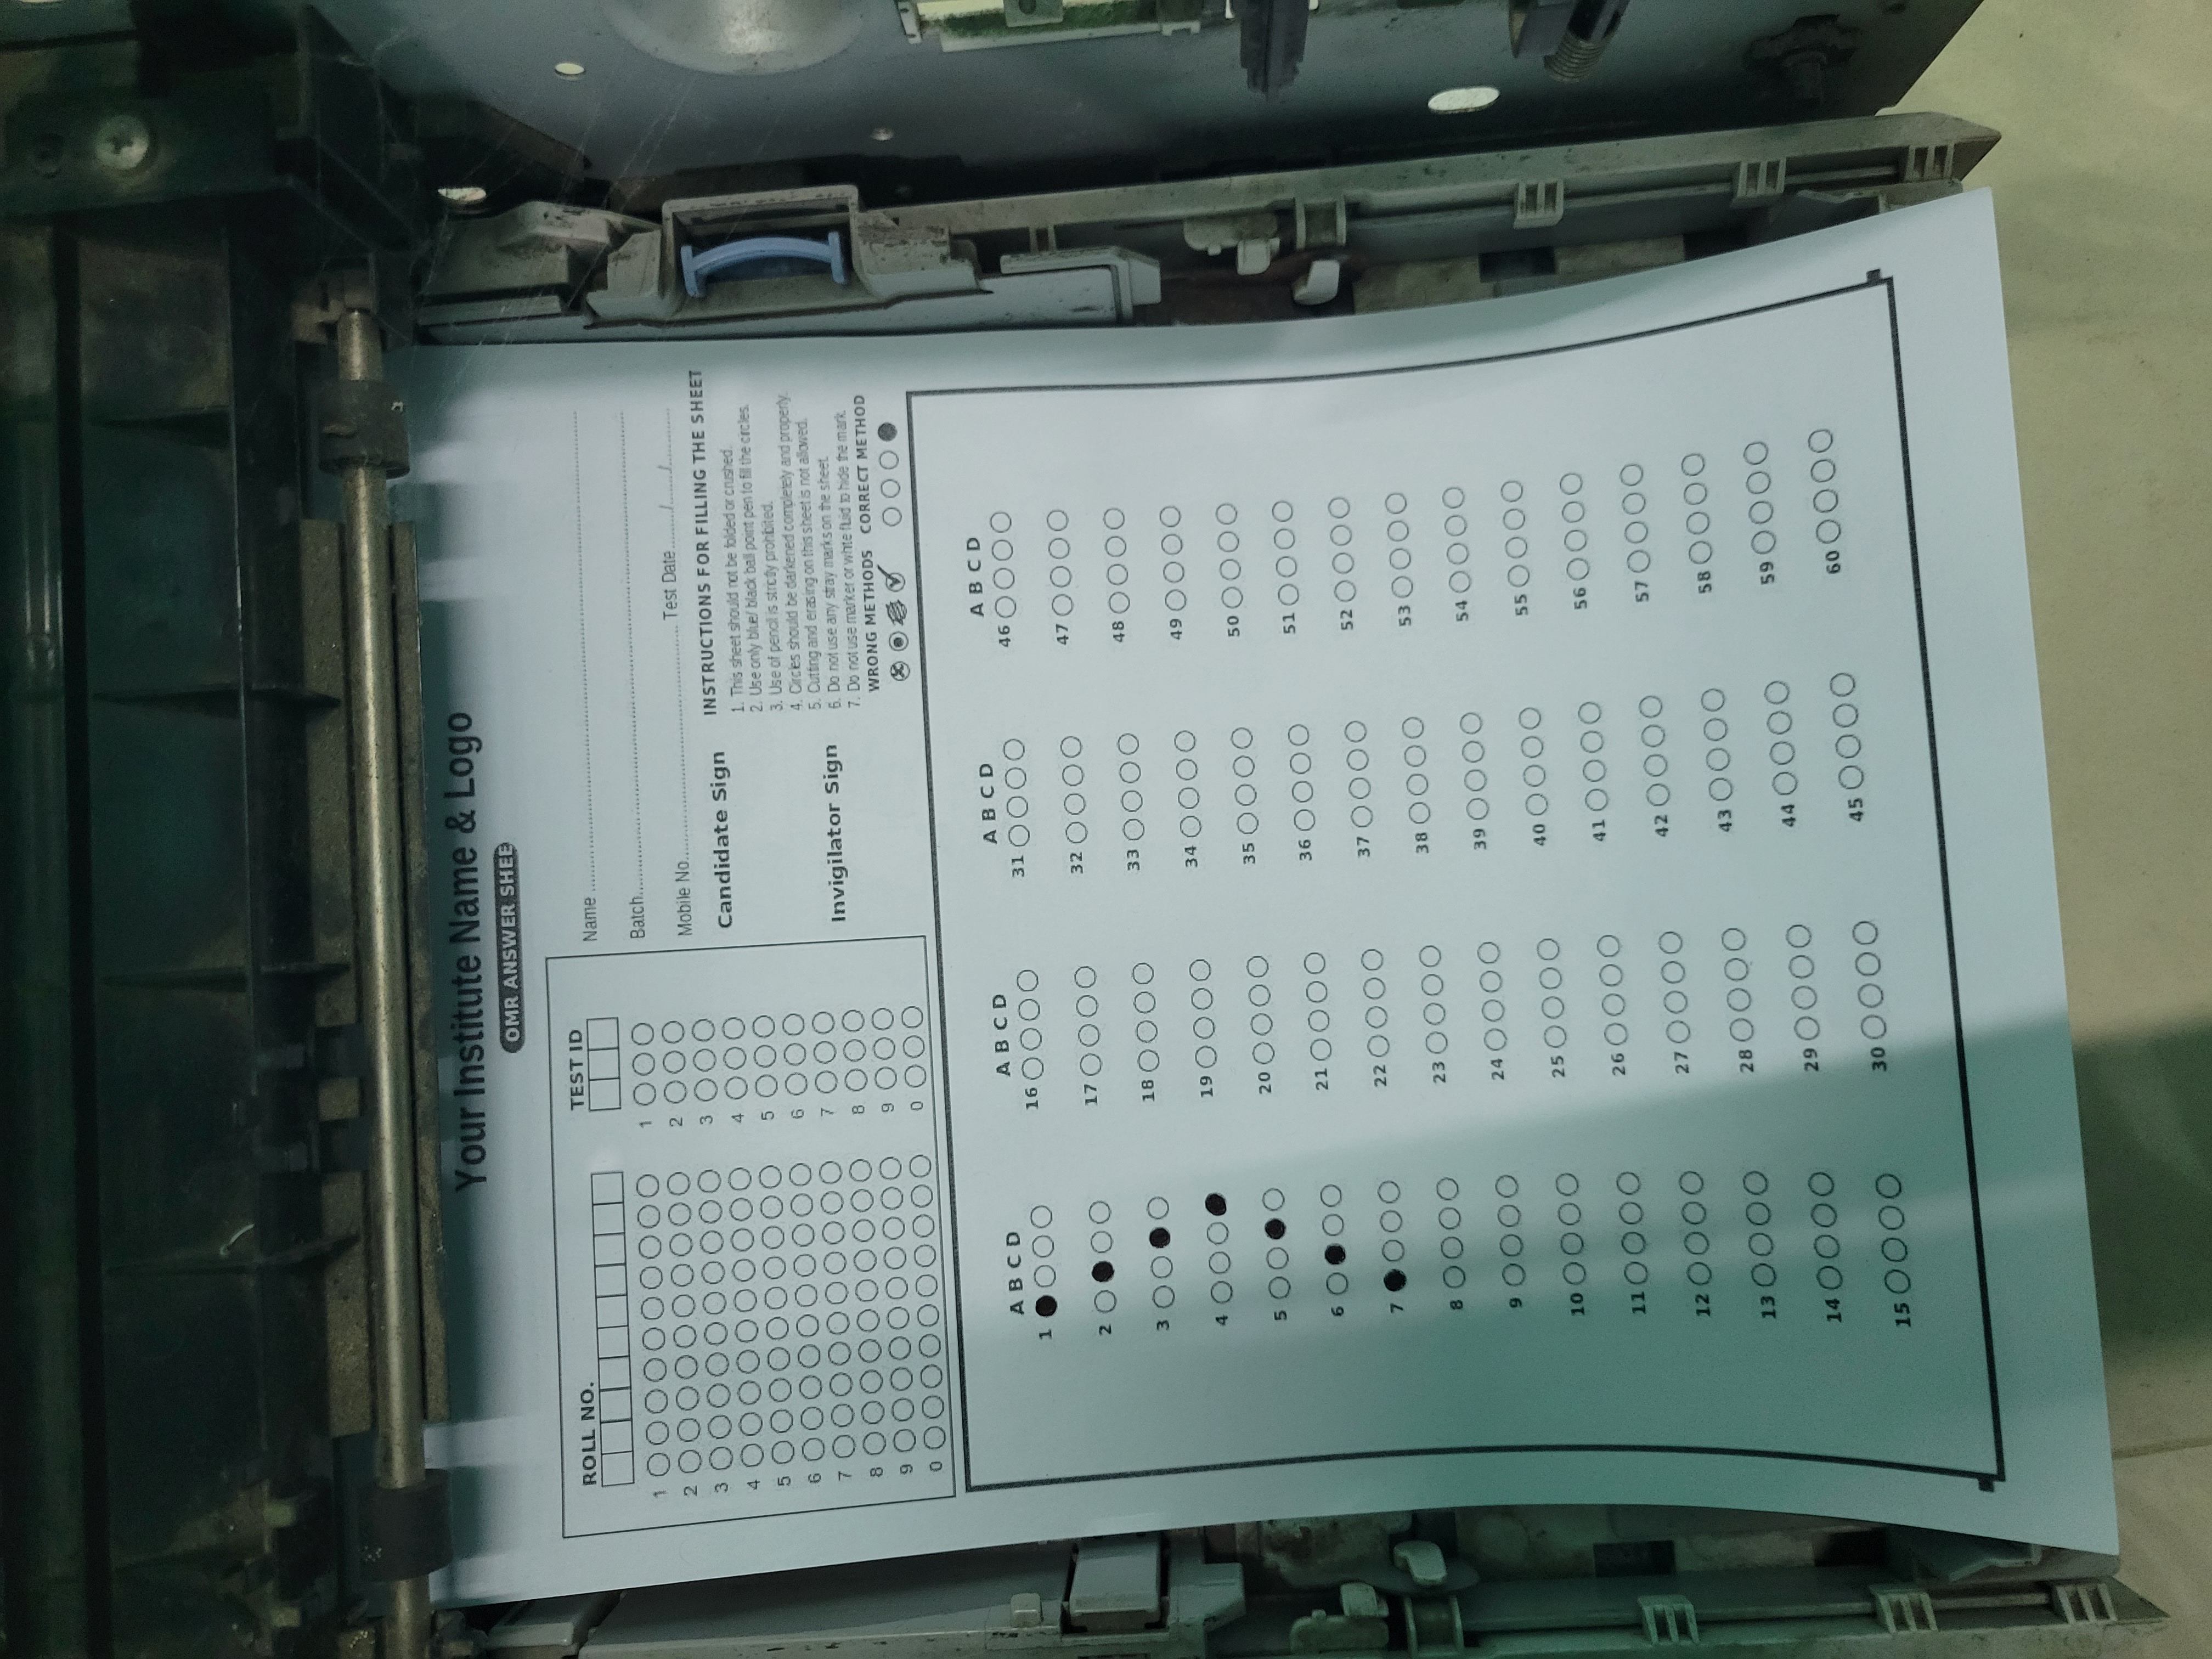 Your Institute Name & Logo
OMR ANSWER SHEE
ROLL NO.
TEST ID
1 1
2 2
3 3
4 4
5 5
6 6
7 7
8 8
9 9
0 0
Name
Batch
Mobile No. Test Date ......../......../........
Candidate Sign
Invigilator Sign
INSTRUCTIONS FOR FILLING THE SHEET
1. This sheet should not be folded or crushed.
2. Use only blue/ black ball point pen to fill the circles.
3. Use of pencil is strictly prohibited.
4. Circles should be darkened completely and properly.
5. Cutting and erasing on this sheet is not allowed.
6. Do not use any stray marks on the sheet.
7. Do not use marker or white fluid to hide the mark.
WRONG METHODS CORRECT METHOD
A B C D A B C D A B C D A B C D
1 16 31 46
2 17 32 47
3 18 33 48
4 19 34 49
5 20 35 50
6 21 36 51
7 22 37 52
8 23 38 53
9 24 39 54
10 25 40 55
11 26 41 56
12 27 42 57
13 28 43 58
14 29 44 59
15 30 45 60